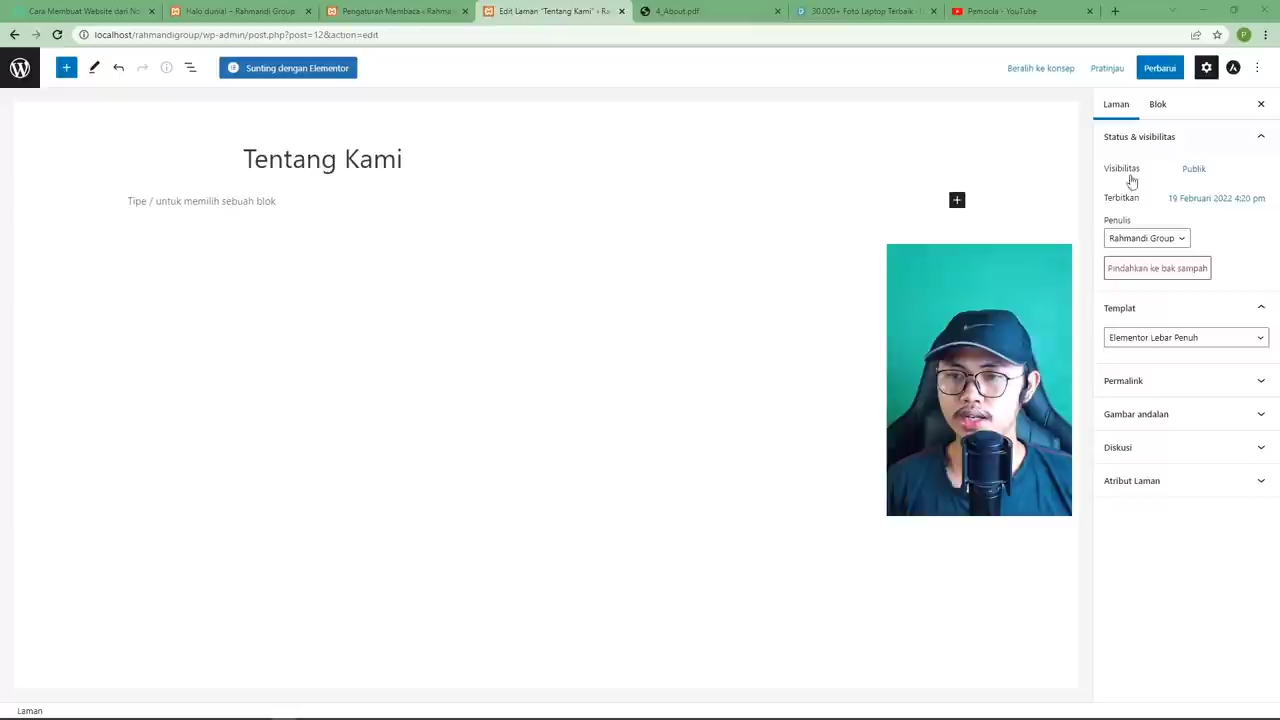 Cara Membuat Website dari No
Halo dunia! – Rahmandi Group
Pengaturan Membaca ‹ Rahma
Edit Laman "Tentang Kami" ‹ Ra
4_About.pdf
30.000+ Foto Laptop Terbaik · 
Pemoola - YouTube
localhost/rahmandigroup/wp-admin/post.php?post=12&action=edit
P
Sunting dengan Elementor
Beralih ke konsep
Pratinjau
Perbarui
Laman
Blok
Status & visibilitas
Tentang Kami
Visibilitas
Publik
Tipe / untuk memilih sebuah blok
Terbitkan
19 Februari 2022 4:20 pm
Penulis
Rahmandi Group
Pindahkan ke bak sampah
Templat
Elementor Lebar Penuh
Permalink
Gambar andalan
Diskusi
Atribut Laman
Laman